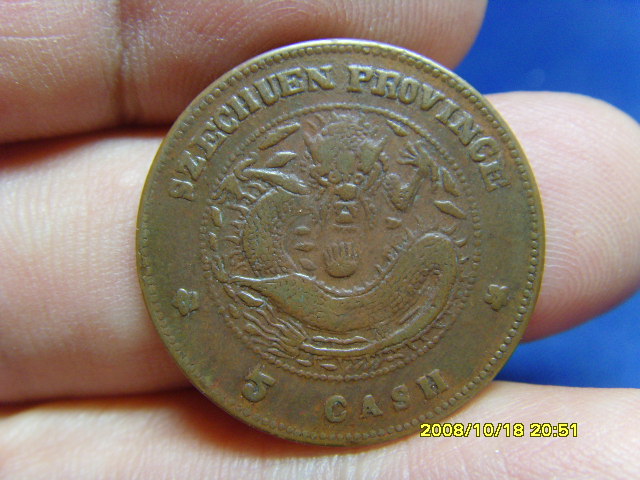 SZECHUEN PROVINCE
5 CASH
2008/10/18 20:51